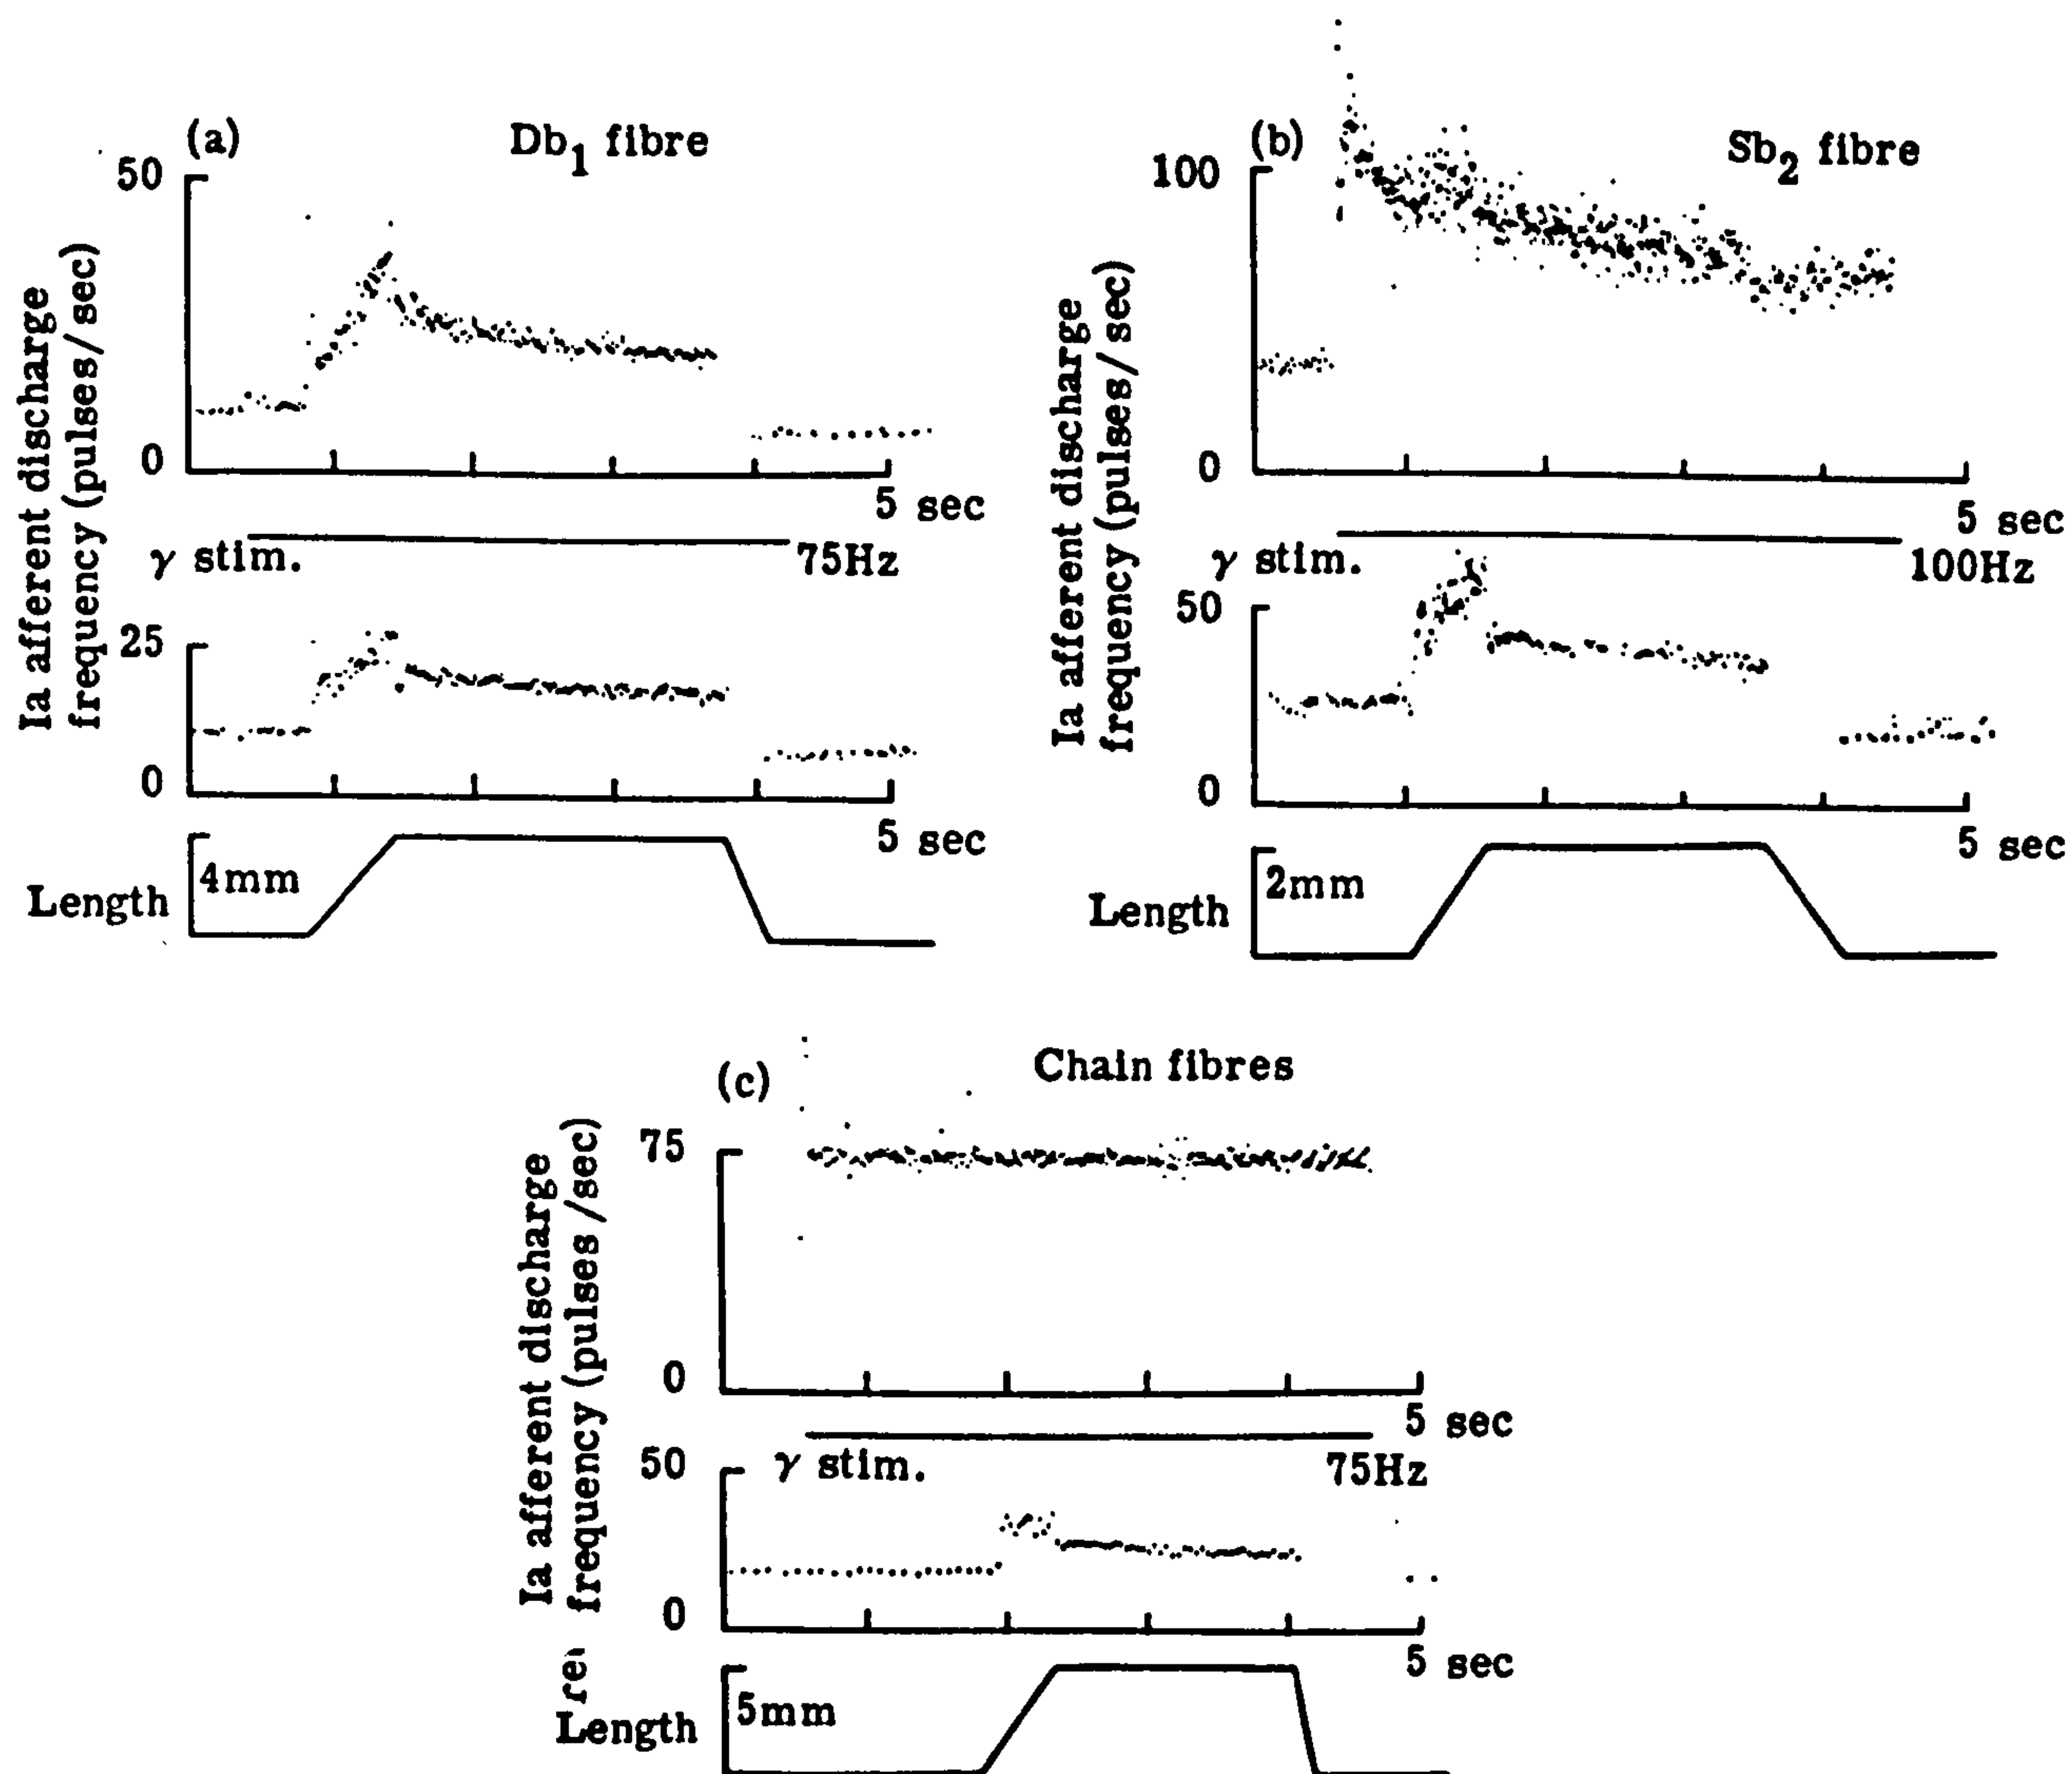 (a)
Db1 fibre
50
0
5 sec
Ia afferent discharge
frequency (pulses/sec)
γ stim.
75Hz
25
0
5 sec
4mm
Length
(b)
Sb2 fibre
100
0
5 sec
Ia afferent discharge
frequency (pulses/sec)
γ stim.
100Hz
50
0
5 sec
2mm
Length
(c)
Chain fibres
75
0
5 sec
Ia afferent discharge
frequency (pulses /sec)
γ stim.
75Hz
50
0
5 sec
5mm
Length